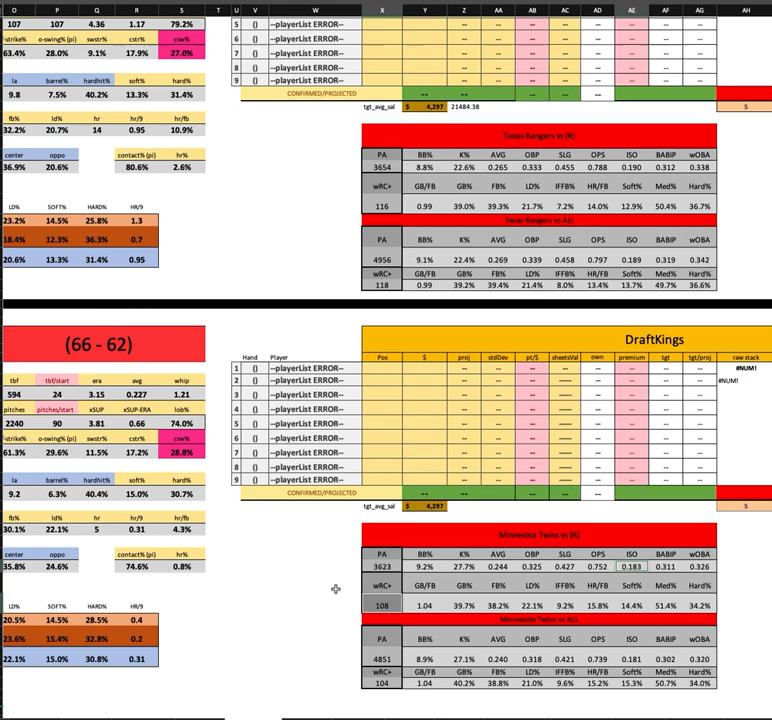 O P Q R S T U V W X Y Z AA AB AC AD AE AF AG AH
107 107 4.36 1.17 79.2% 5 () --playerList ERROR-- -- -- -- -- -- -- -- -- --
-strike% o-swing% (pi) swstr% cstr% csw% 6 () --playerList ERROR-- -- -- -- -- -- -- -- -- --
63.4% 28.0% 9.1% 17.9% 27.0% 7 () --playerList ERROR-- -- -- -- -- -- -- -- -- --
8 () --playerList ERROR-- -- -- -- -- -- -- -- -- --
la barrel% hardhit% soft% hard% 9 () --playerList ERROR-- -- -- -- -- -- -- -- -- --
9.8 7.5% 40.2% 13.3% 31.4% CONFIRMED/PROJECTED -- -- -- -- --
tgt_avg_sal $ 4,297 21484.38 5
fb% ld% hr hr/9 hr/fb
32.2% 20.7% 14 0.95 10.9% Texas Rangers vs (R)
center oppo contact% (pi) hr% PA BB% K% AVG OBP SLG OPS ISO BABIP wOBA
36.9% 20.6% 80.6% 2.6% 3654 8.8% 22.6% 0.265 0.333 0.455 0.788 0.190 0.312 0.338
wRC+ GB/FB GB% FB% LD% IFFB% HR/FB Soft% Med% Hard%
LD% SOFT% HARD% HR/9 116 0.99 39.0% 39.3% 21.7% 7.2% 14.0% 12.9% 50.4% 36.7%
23.2% 14.5% 25.8% 1.3 Texas Rangers vs ALL
18.4% 12.3% 36.3% 0.7 PA BB% K% AVG OBP SLG OPS ISO BABIP wOBA
20.6% 13.3% 31.4% 0.95 4956 9.1% 22.4% 0.269 0.339 0.458 0.797 0.189 0.319 0.342
wRC+ GB/FB GB% FB% LD% IFFB% HR/FB Soft% Med% Hard%
118 0.99 39.2% 39.4% 21.4% 8.0% 13.4% 13.7% 49.7% 36.6%
(66 - 62) DraftKings
Hand Player Pos $ proj stdDev pt/$ sheetsVal own premium tgt tgt/proj raw stack
1 () --playerList ERROR-- -- -- -- -- -- -- -- -- -- #NUM!
tbf tbf/start era avg whip 2 () --playerList ERROR-- -- -- -- -- ----- -- -- -- -- #NUM!
594 24 3.15 0.227 1.21 3 () --playerList ERROR-- -- -- -- -- ----- -- -- -- --
pitches pitches/start xSUP xSUP-ERA lob% 4 () --playerList ERROR-- -- -- -- -- ----- -- -- -- --
2240 90 3.81 0.66 74.0% 5 () --playerList ERROR-- -- -- -- -- ----- -- -- -- --
-strike% o-swing% (pi) swstr% cstr% csw% 6 () --playerList ERROR-- -- -- -- -- ----- -- -- -- --
61.3% 29.6% 11.5% 17.2% 28.8% 7 () --playerList ERROR-- -- -- -- -- ----- -- -- -- --
8 () --playerList ERROR-- -- -- -- -- ----- -- -- -- --
la barrel% hardhit% soft% hard% 9 () --playerList ERROR-- -- -- -- -- ----- -- -- -- --
9.2 6.3% 40.4% 15.0% 30.7% CONFIRMED/PROJECTED -- -- -- -- --
tgt_avg_sal $ 4,297 5
fb% ld% hr hr/9 hr/fb
30.1% 22.1% 5 0.31 4.3% Minnesota Twins vs (R)
center oppo contact% (pi) hr% PA BB% K% AVG OBP SLG OPS ISO BABIP wOBA
35.8% 24.6% 74.6% 0.8% 3623 9.2% 27.7% 0.244 0.325 0.427 0.752 0.183 0.311 0.326
wRC+ GB/FB GB% FB% LD% IFFB% HR/FB Soft% Med% Hard%
LD% SOFT% HARD% HR/9 108 1.04 39.7% 38.2% 22.1% 9.2% 15.8% 14.4% 51.4% 34.2%
20.5% 14.5% 28.5% 0.4 Minnesota Twins vs ALL
23.6% 15.4% 32.8% 0.2 PA BB% K% AVG OBP SLG OPS ISO BABIP wOBA
22.1% 15.0% 30.8% 0.31 4851 8.9% 27.1% 0.240 0.318 0.421 0.739 0.181 0.302 0.320
wRC+ GB/FB GB% FB% LD% IFFB% HR/FB Soft% Med% Hard%
104 1.04 40.2% 38.8% 21.0% 9.6% 15.2% 15.3% 50.7% 34.0%